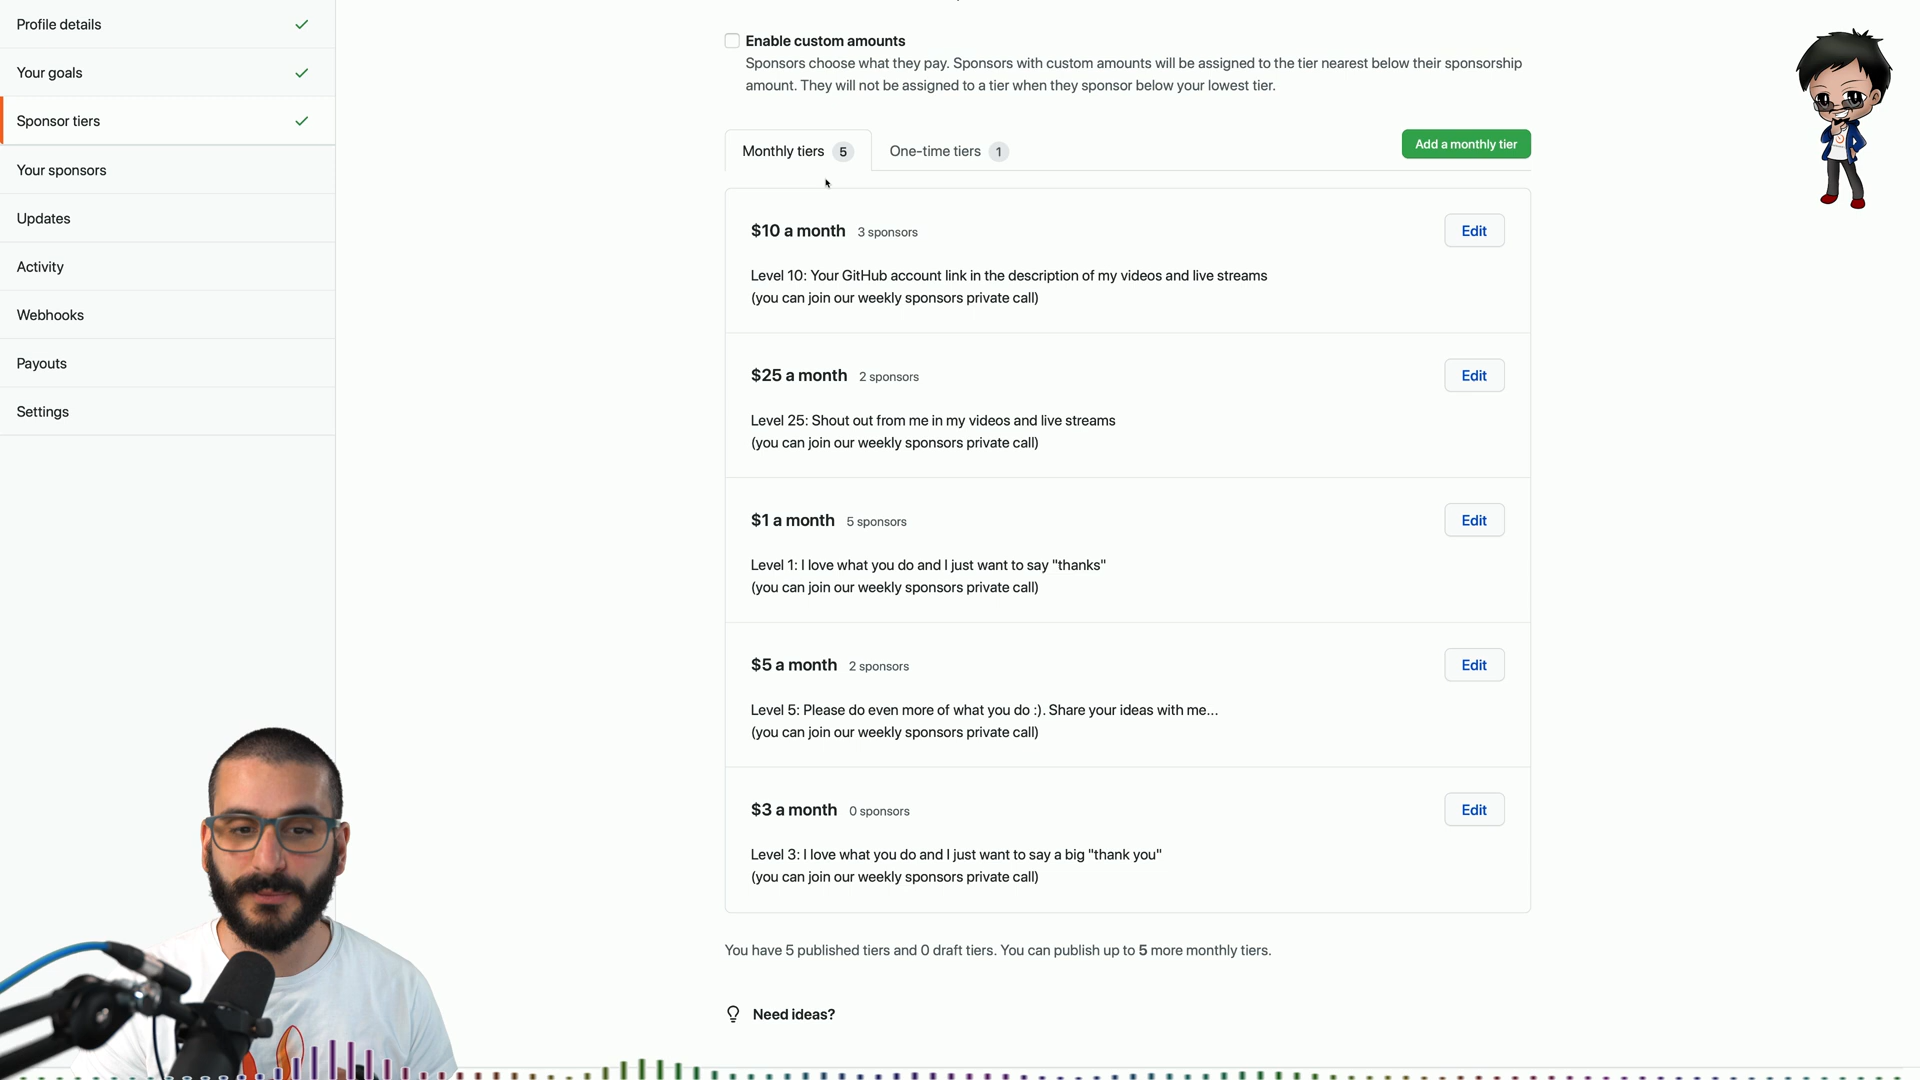 Profile details
Your goals
Sponsor tiers
Your sponsors
Updates
Activity
Webhooks
Payouts
Settings
Enable custom amounts
Sponsors choose what they pay. Sponsors with custom amounts will be assigned to the tier nearest below their sponsorship
amount. They will not be assigned to a tier when they sponsor below your lowest tier.
Monthly tiers 5
One-time tiers 1
Add a monthly tier
$10 a month 3 sponsors
Edit
Level 10: Your GitHub account link in the description of my videos and live streams
(you can join our weekly sponsors private call)
$25 a month 2 sponsors
Edit
Level 25: Shout out from me in my videos and live streams
(you can join our weekly sponsors private call)
$1 a month 5 sponsors
Edit
Level 1: I love what you do and I just want to say "thanks"
(you can join our weekly sponsors private call)
$5 a month 2 sponsors
Edit
Level 5: Please do even more of what you do :). Share your ideas with me...
(you can join our weekly sponsors private call)
$3 a month 0 sponsors
Edit
Level 3: I love what you do and I just want to say a big "thank you"
(you can join our weekly sponsors private call)
You have 5 published tiers and 0 draft tiers. You can publish up to 5 more monthly tiers.
Need ideas?